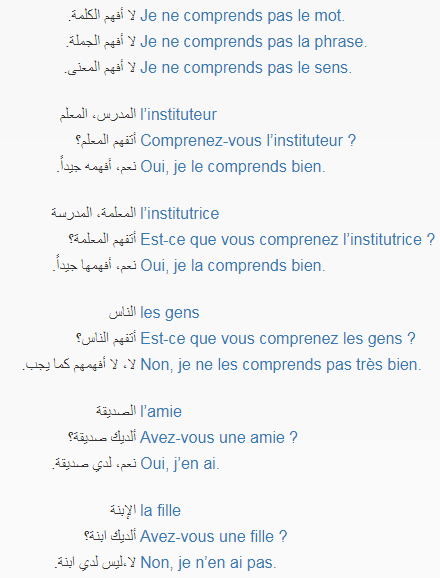 Je ne comprends pas le mot. لا أفهم الكلمة.
Je ne comprends pas la phrase. لا أفهم الجملة.
Je ne comprends pas le sens. لا أفهم المعنى.
l’instituteur المدرس، المعلم
Comprenez-vous l’instituteur ? أتفهم المعلم؟
Oui, je le comprends bien. نعم، أفهمه جيداً.
l’institutrice المعلمة، المدرسة
Est-ce que vous comprenez l’institutrice ? أتفهم المعلمة؟
Oui, je la comprends bien. نعم، أفهمها جيداً.
les gens الناس
Est-ce que vous comprenez les gens ? أتفهم الناس؟
Non, je ne les comprends pas très bien. لا، لا أفهمهم كما يجب.
l’amie الصديقة
Avez-vous une amie ? ألديك صديقة؟
Oui, j’en ai. نعم، لدي صديقة.
la fille الإبنة
Avez-vous une fille ? ألديك ابنة؟
Non, je n’en ai pas. لا،ليس لدي ابنة.